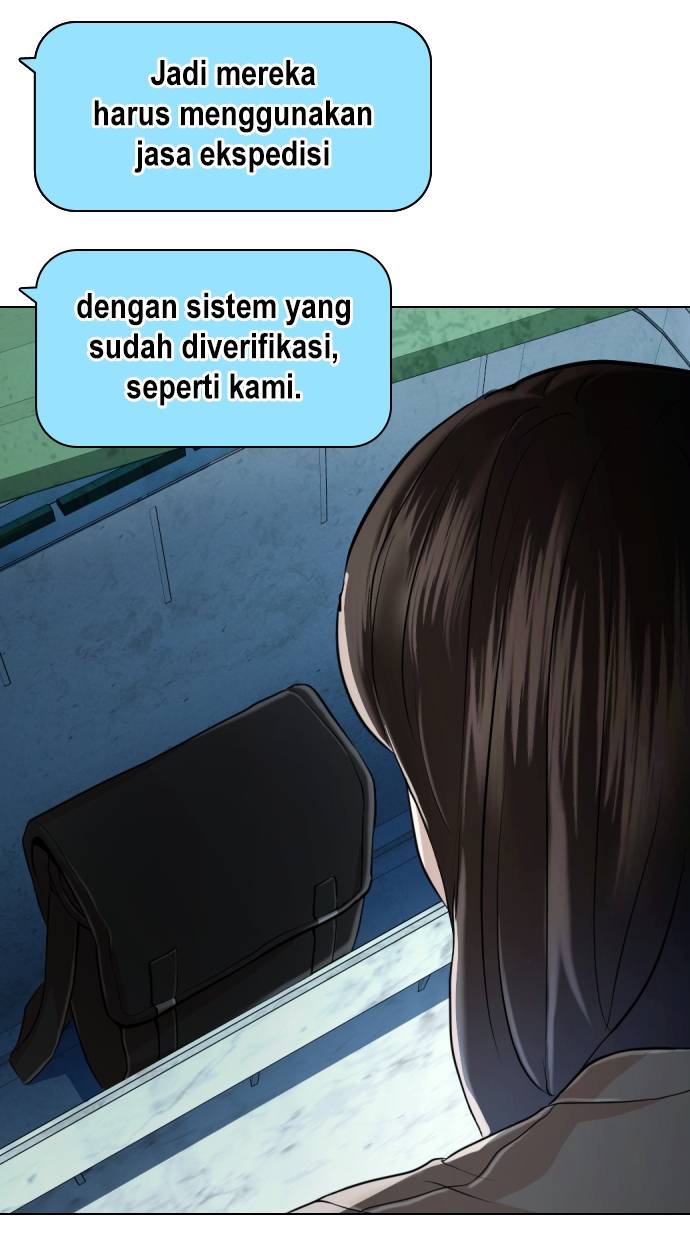 Jadi mereka
harus menggunakan
jasa ekspedisi
dengan sistem yang
sudah diverifikasi,
seperti kami.